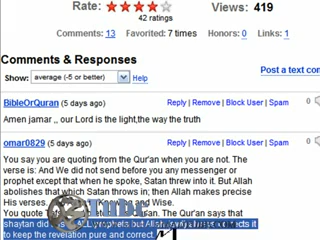 Rate: Views: 419
42 ratings
Comments: 13 Favorited: 7 times Honors: 0 Links: 1
Comments & Responses
Post a text com
Show: average (-5 or better) Help
BibleOrQuran (5 days ago) Reply | Remove | Block User | Spam 0
Amen jamar ,, our Lord is the light,the way the truth
omar0829 (5 days ago) Reply | Remove | Block User | Spam 0
You say you are quoting from the Qur'an when you are not. The
verse is: And We did not send before you any messenger or
prophet except that when he spoke, Satan threw into it. But Allah
abolishes that which Satan throws in; then Allah makes precise
His verses. and Wise.
You quote The Qur'an says that
shaytan prophets but Allah
to keep the revelation pure and correct.